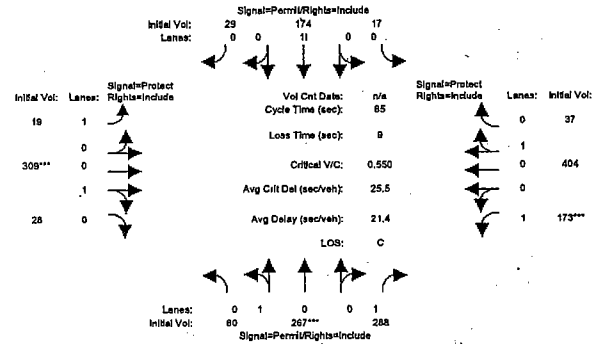 Signal=Permit/Rights=Include
Initial Vol: 29 174 17
Lanes: 0 0 1! 0 0
Signal=Protect
Initial Vol: Lanes: Rights=Include
Vol Cnt Date: n/a
Signal=Protect
Rights=Include Lanes: Initial Vol:
Cycle Time (sec): 85
19 1
0 37
Loss Time (sec): 9
0
1
309*** 0
Critical V/C: 0,550
0 404
1
Avg Crit Del (sec/veh): 25,5
0
28 0
Avg Delay (sec/veh): 21,4
1 173***
LOS: C
Lanes: 0 1 0 0 1
Initial Vol: 60 267*** 288
Signal=Permit/Rights=Include